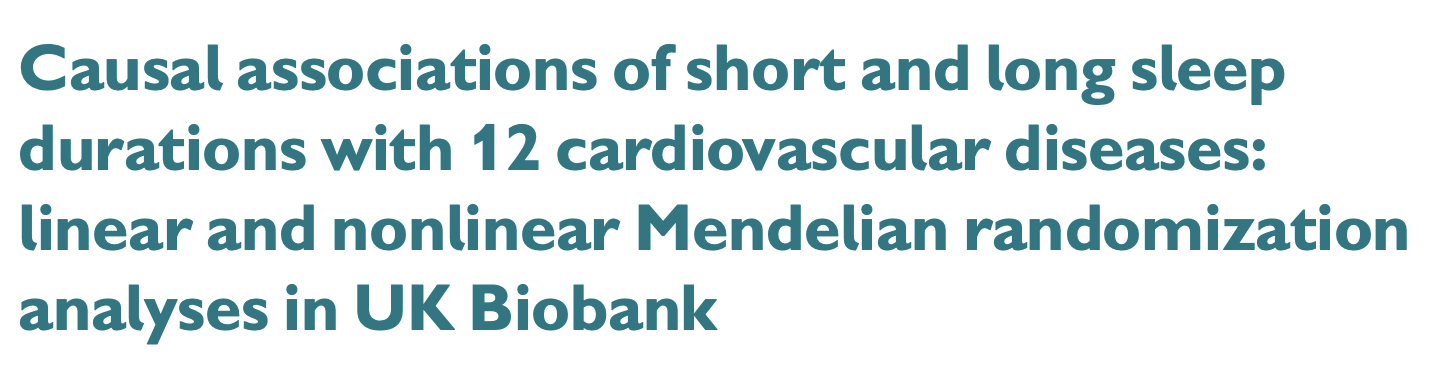 Causal associations of short and long sleep
durations with 12 cardiovascular diseases:
linear and nonlinear Mendelian randomization
analyses in UK Biobank